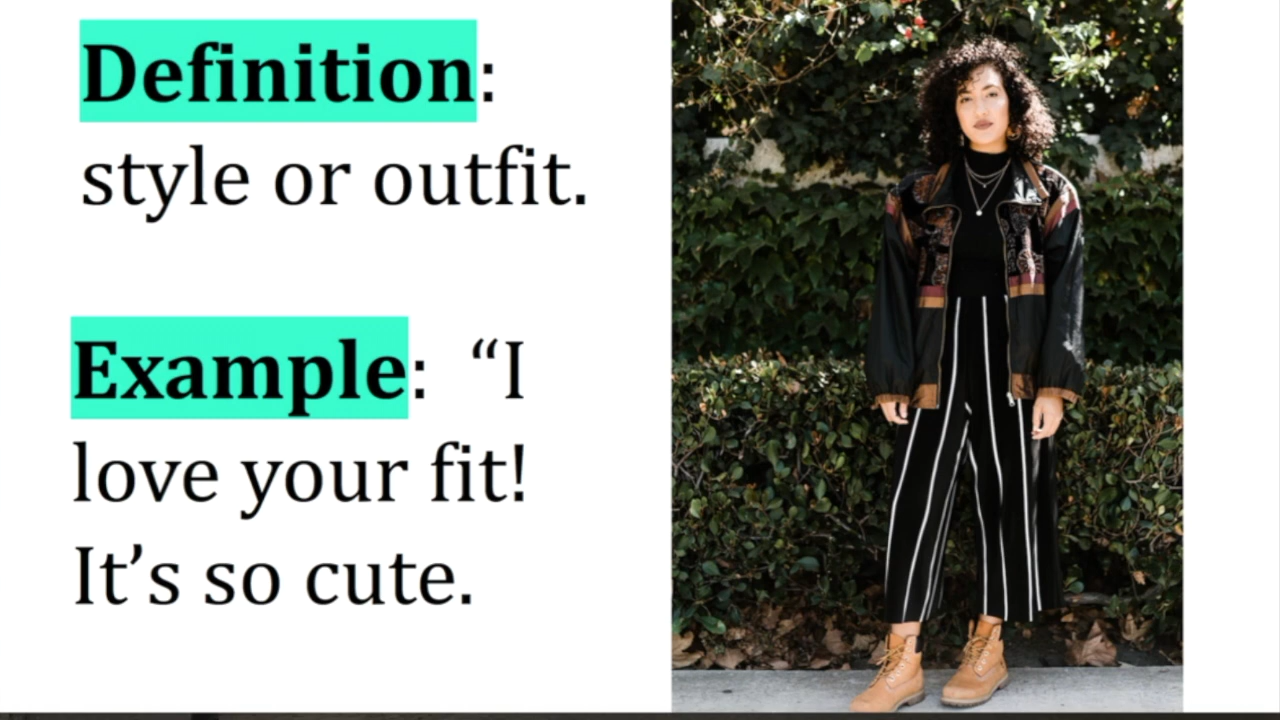 Definition:
style or outfit.
Example: “I
love your fit!
It’s so cute.